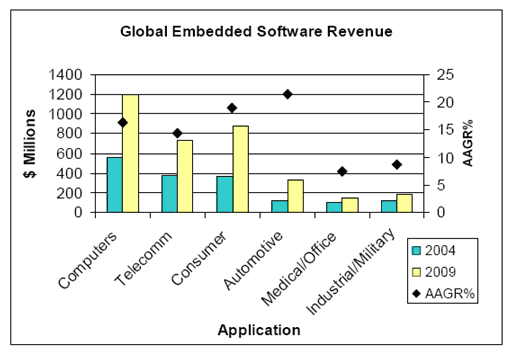 Global Embedded Software Revenue
1400
1200
1000
800
600
400
200
0
$ Millions
25
20
15
10
5
0
AAGR%
Computers
Telecomm
Consumer
Automotive
Medical/Office
Industrial/Military
2004
2009
AAGR%
Application